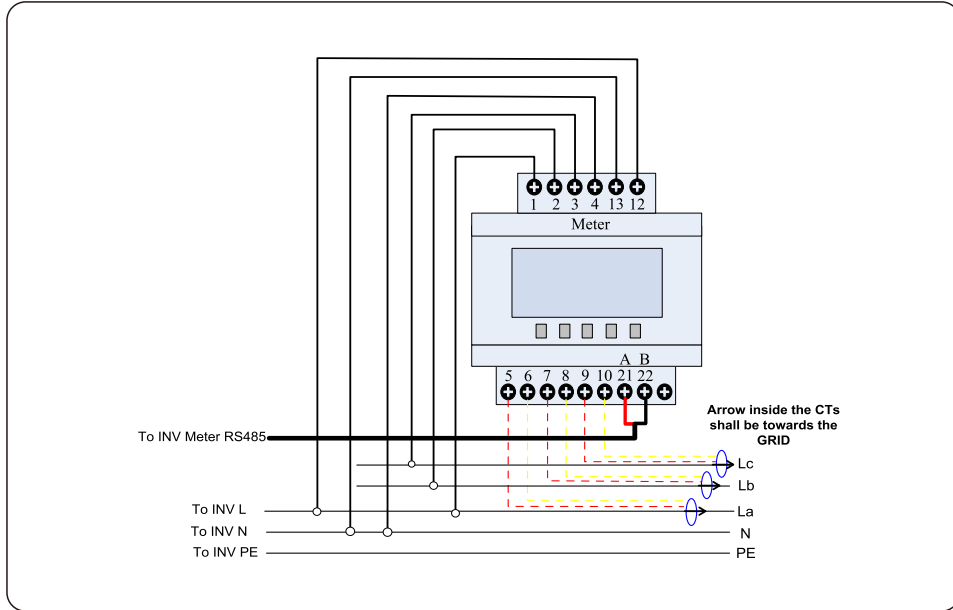 1 2 3 4 13 12
Meter
A B
5 6 7 8 9 10 21 22
Arrow inside the CTs
shall be towards the
GRID
To INV Meter RS485
Lc
Lb
To INV L
La
To INV N
N
To INV PE
PE